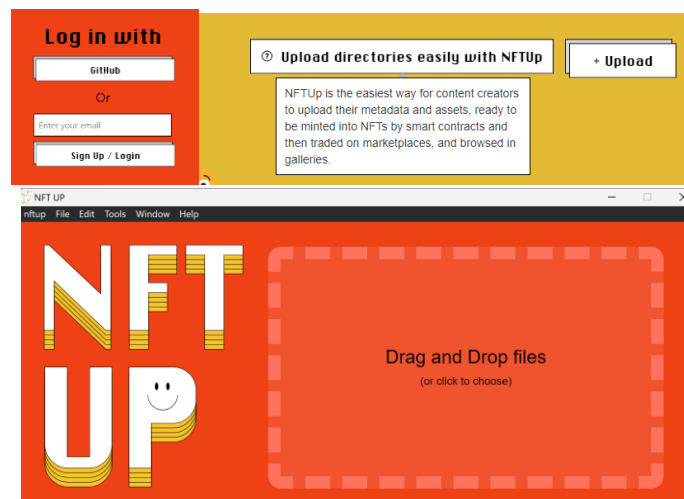 Log in with
GitHub
Or
Enter your email
Sign Up / Login
Upload directories easily with NFTUp
+ Upload
NFTUp is the easiest way for content creators
to upload their metadata and assets, ready to
be minted into NFTs by smart contracts and
then traded on marketplaces, and browsed in
galleries.
NFT UP
nftup File Edit Tools Window Help
NFT
UP
Drag and Drop files
(or click to choose)